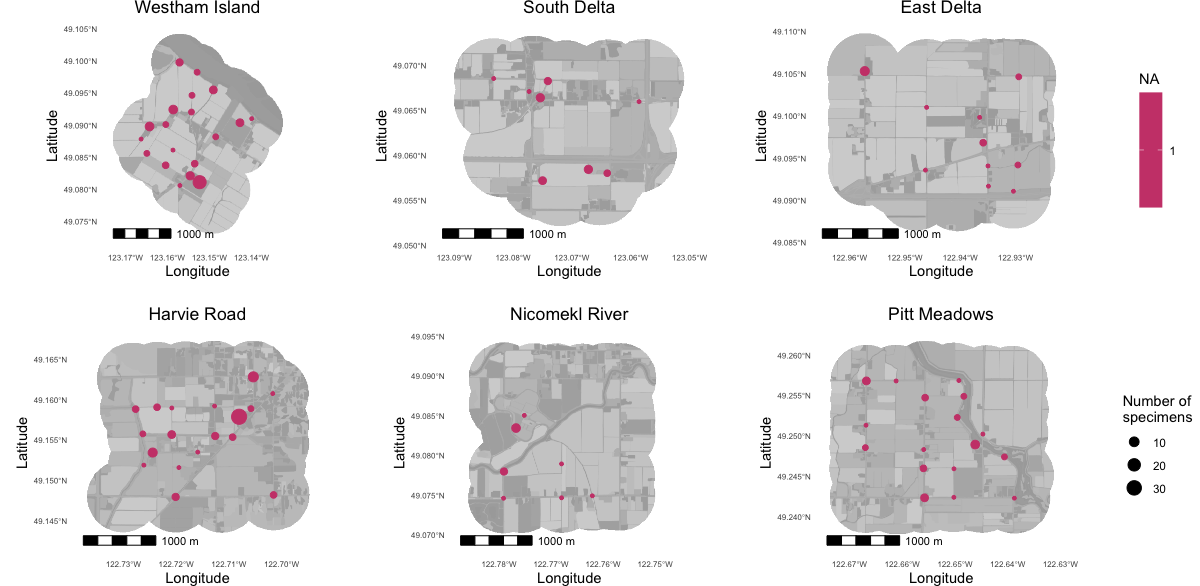 Westham Island
South Delta
East Delta
49.105°N
49.100°N
49.095°N
49.090°N
49.085°N
49.080°N
49.075°N
Latitude
1000 m
123.17°W 123.16°W 123.15°W 123.14°W
Longitude
49.070°N
49.065°N
49.060°N
49.055°N
49.050°N
Latitude
1000 m
123.09°W 123.08°W 123.07°W 123.06°W 123.05°W
Longitude
49.110°N
49.105°N
49.100°N
49.095°N
49.090°N
49.085°N
Latitude
1000 m
122.96°W 122.95°W 122.94°W 122.93°W
Longitude
NA
1
Harvie Road
Nicomekl River
Pitt Meadows
49.165°N
49.160°N
49.155°N
49.150°N
49.145°N
Latitude
1000 m
122.73°W 122.72°W 122.71°W 122.70°W
Longitude
49.095°N
49.090°N
49.085°N
49.080°N
49.075°N
49.070°N
Latitude
1000 m
122.78°W 122.77°W 122.76°W 122.75°W
Longitude
49.260°N
49.255°N
49.250°N
49.245°N
49.240°N
Latitude
1000 m
122.67°W 122.66°W 122.65°W 122.64°W 122.63°W
Longitude
Number of
specimens
10
20
30